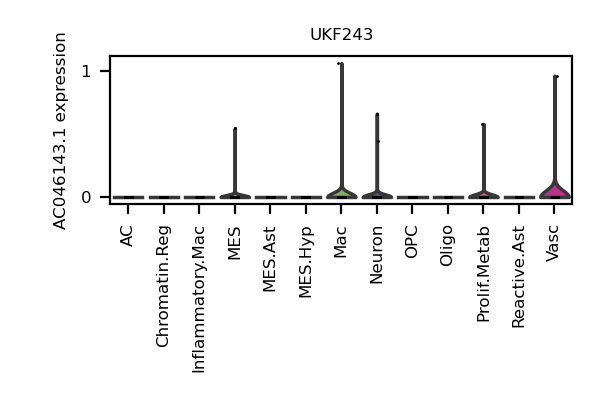 UKF243
AC046143.1 expression
1
0
AC
Chromatin.Reg
Inflammatory.Mac
MES
MES.Ast
MES.Hyp
Mac
Neuron
OPC
Oligo
Prolif.Metab
Reactive.Ast
Vasc